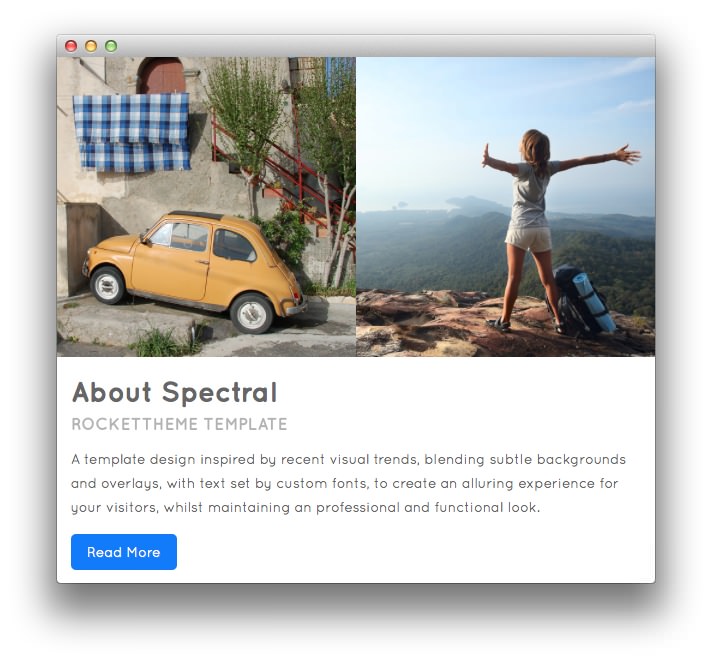 About Spectral
ROCKETTHEME TEMPLATE
A template design inspired by recent visual trends, blending subtle backgrounds
and overlays, with text set by custom fonts, to create an alluring experience for
your visitors, whilst maintaining an professional and functional look.
Read More